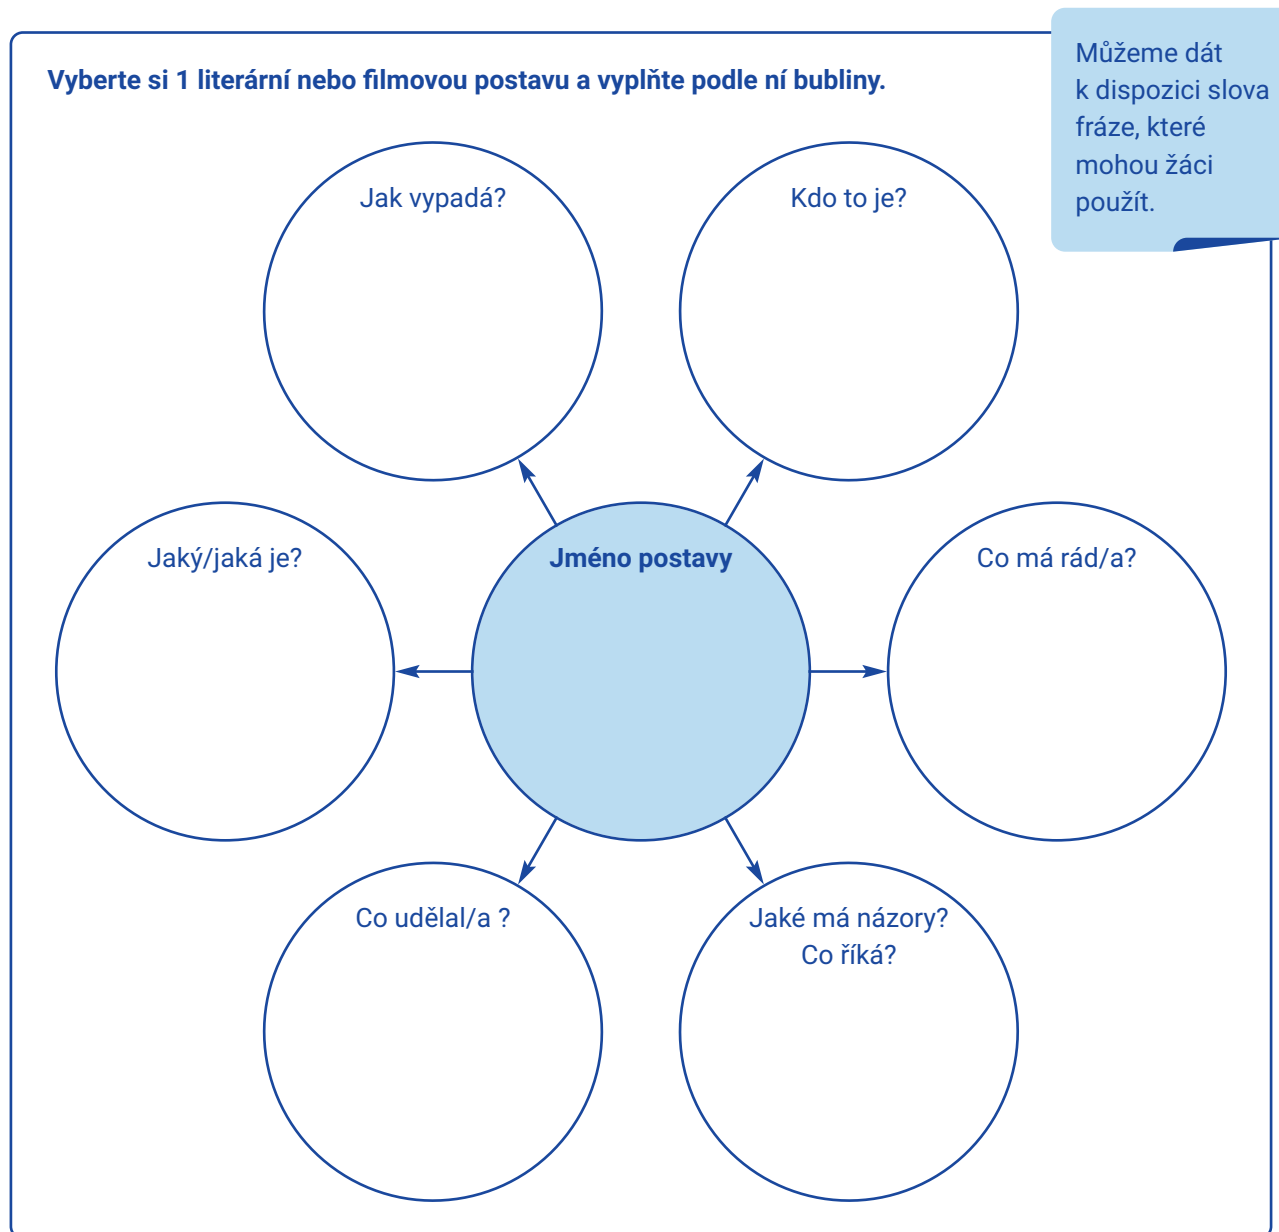 Vyberte si 1 literární nebo filmovou postavu a vyplňte podle ní bubliny.
Můžeme dát
k dispozici slova
fráze, které
mohou žáci
použít.
Jak vypadá?
Kdo to je?
Jaký/jaká je?
Jméno postavy
Co má rád/a?
Co udělal/a ?
Jaké má názory?
Co říká?